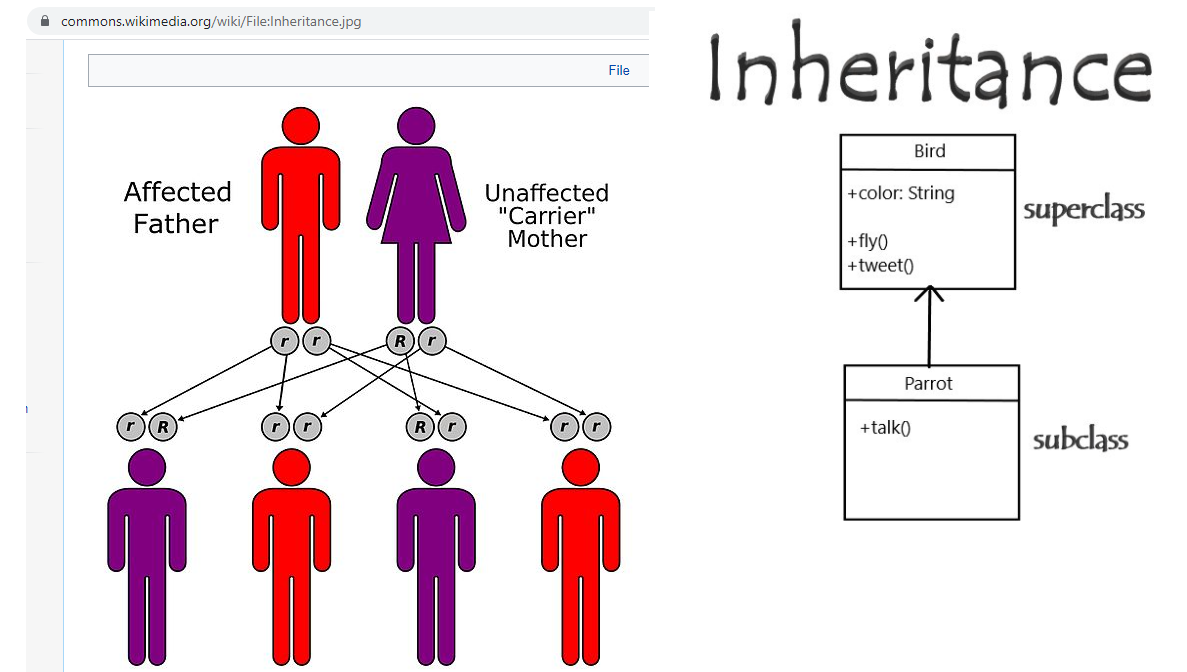 commons.wikimedia.org/wiki/File:Inheritance.jpg
File
Affected
Father
Unaffected
"Carrier"
Mother
r r R r
r R r r R r r r
Inheritance
Bird
+color: String
+fly()
+tweet()
superclass
Parrot
+talk()
subclass